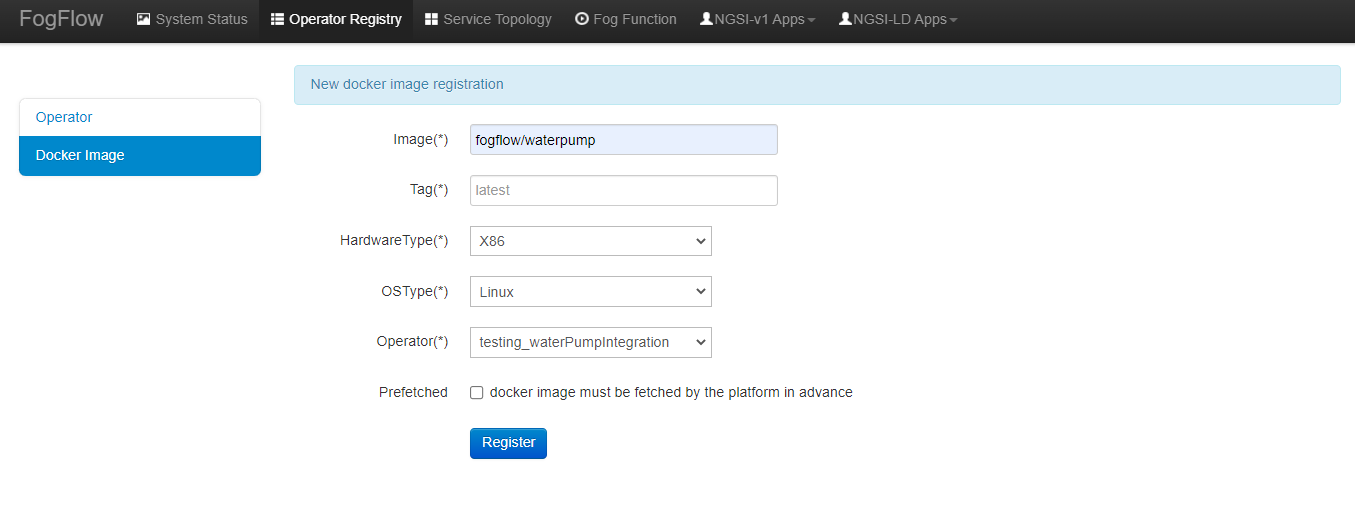 FogFlow System Status Operator Registry Service Topology Fog Function NGSI-v1 Apps NGSI-LD Apps
New docker image registration
Operator
Docker Image
Image(*) fogflow/waterpump
Tag(*) latest
HardwareType(*) X86
OSType(*) Linux
Operator(*) testing_waterPumpIntegration
Prefetched docker image must be fetched by the platform in advance
Register